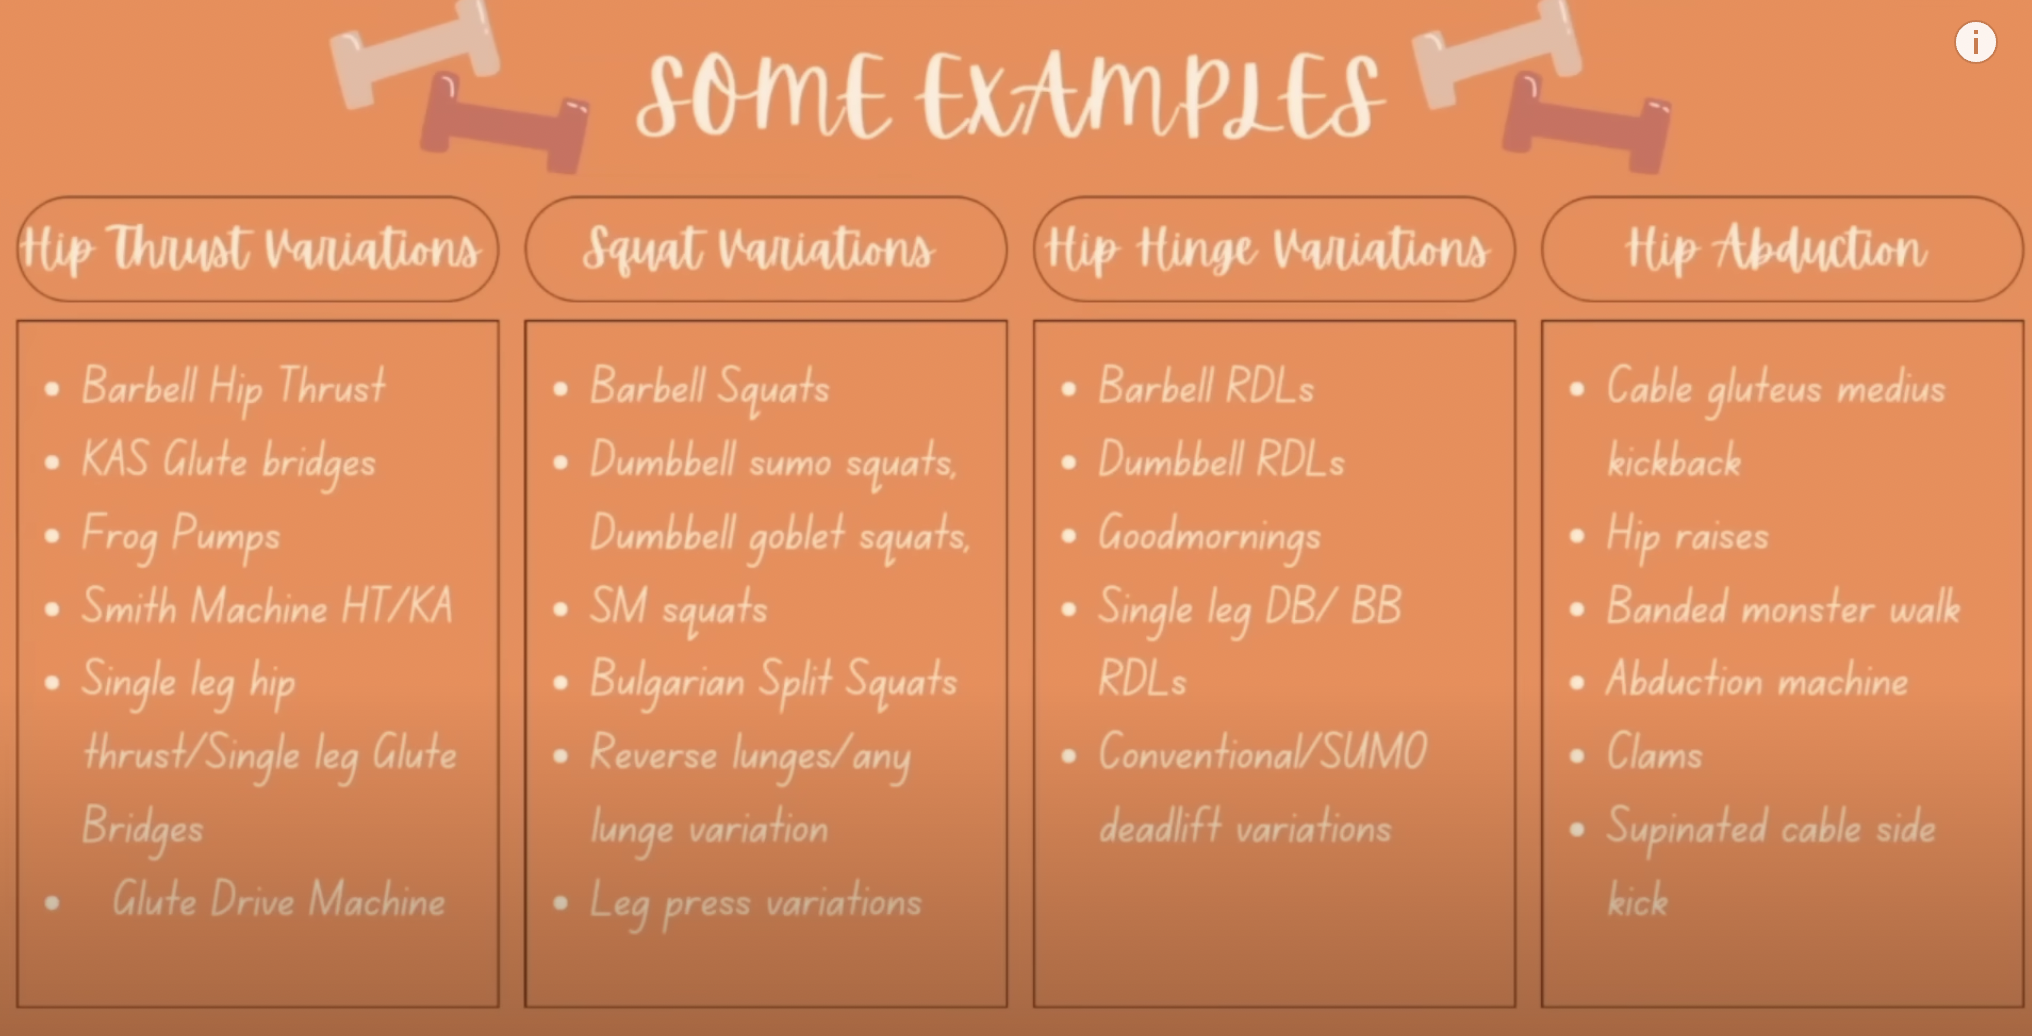 SOME EXAMPLES
Hip Thrust Variations
Barbell Hip Thrust
KAS Glute bridges
Frog Pumps
Smith Machine HT/KA
Single leg hip
thrust/Single leg Glute
Bridges
Glute Drive Machine
Squat Variations
Barbell Squats
Dumbbell sumo squats,
Dumbbell goblet squats,
SM squats
Bulgarian Split Squats
Reverse lunges/any
lunge variation
Leg press variations
Hip Hinge Variations
Barbell RDLs
Dumbbell RDLs
Goodmornings
Single leg DB/ BB
RDLs
Conventional/SUMO
deadlift variations
Hip Abduction
Cable gluteus medius
kickback
Hip raises
Banded monster walk
Abduction machine
Clams
Supinated cable side
kick